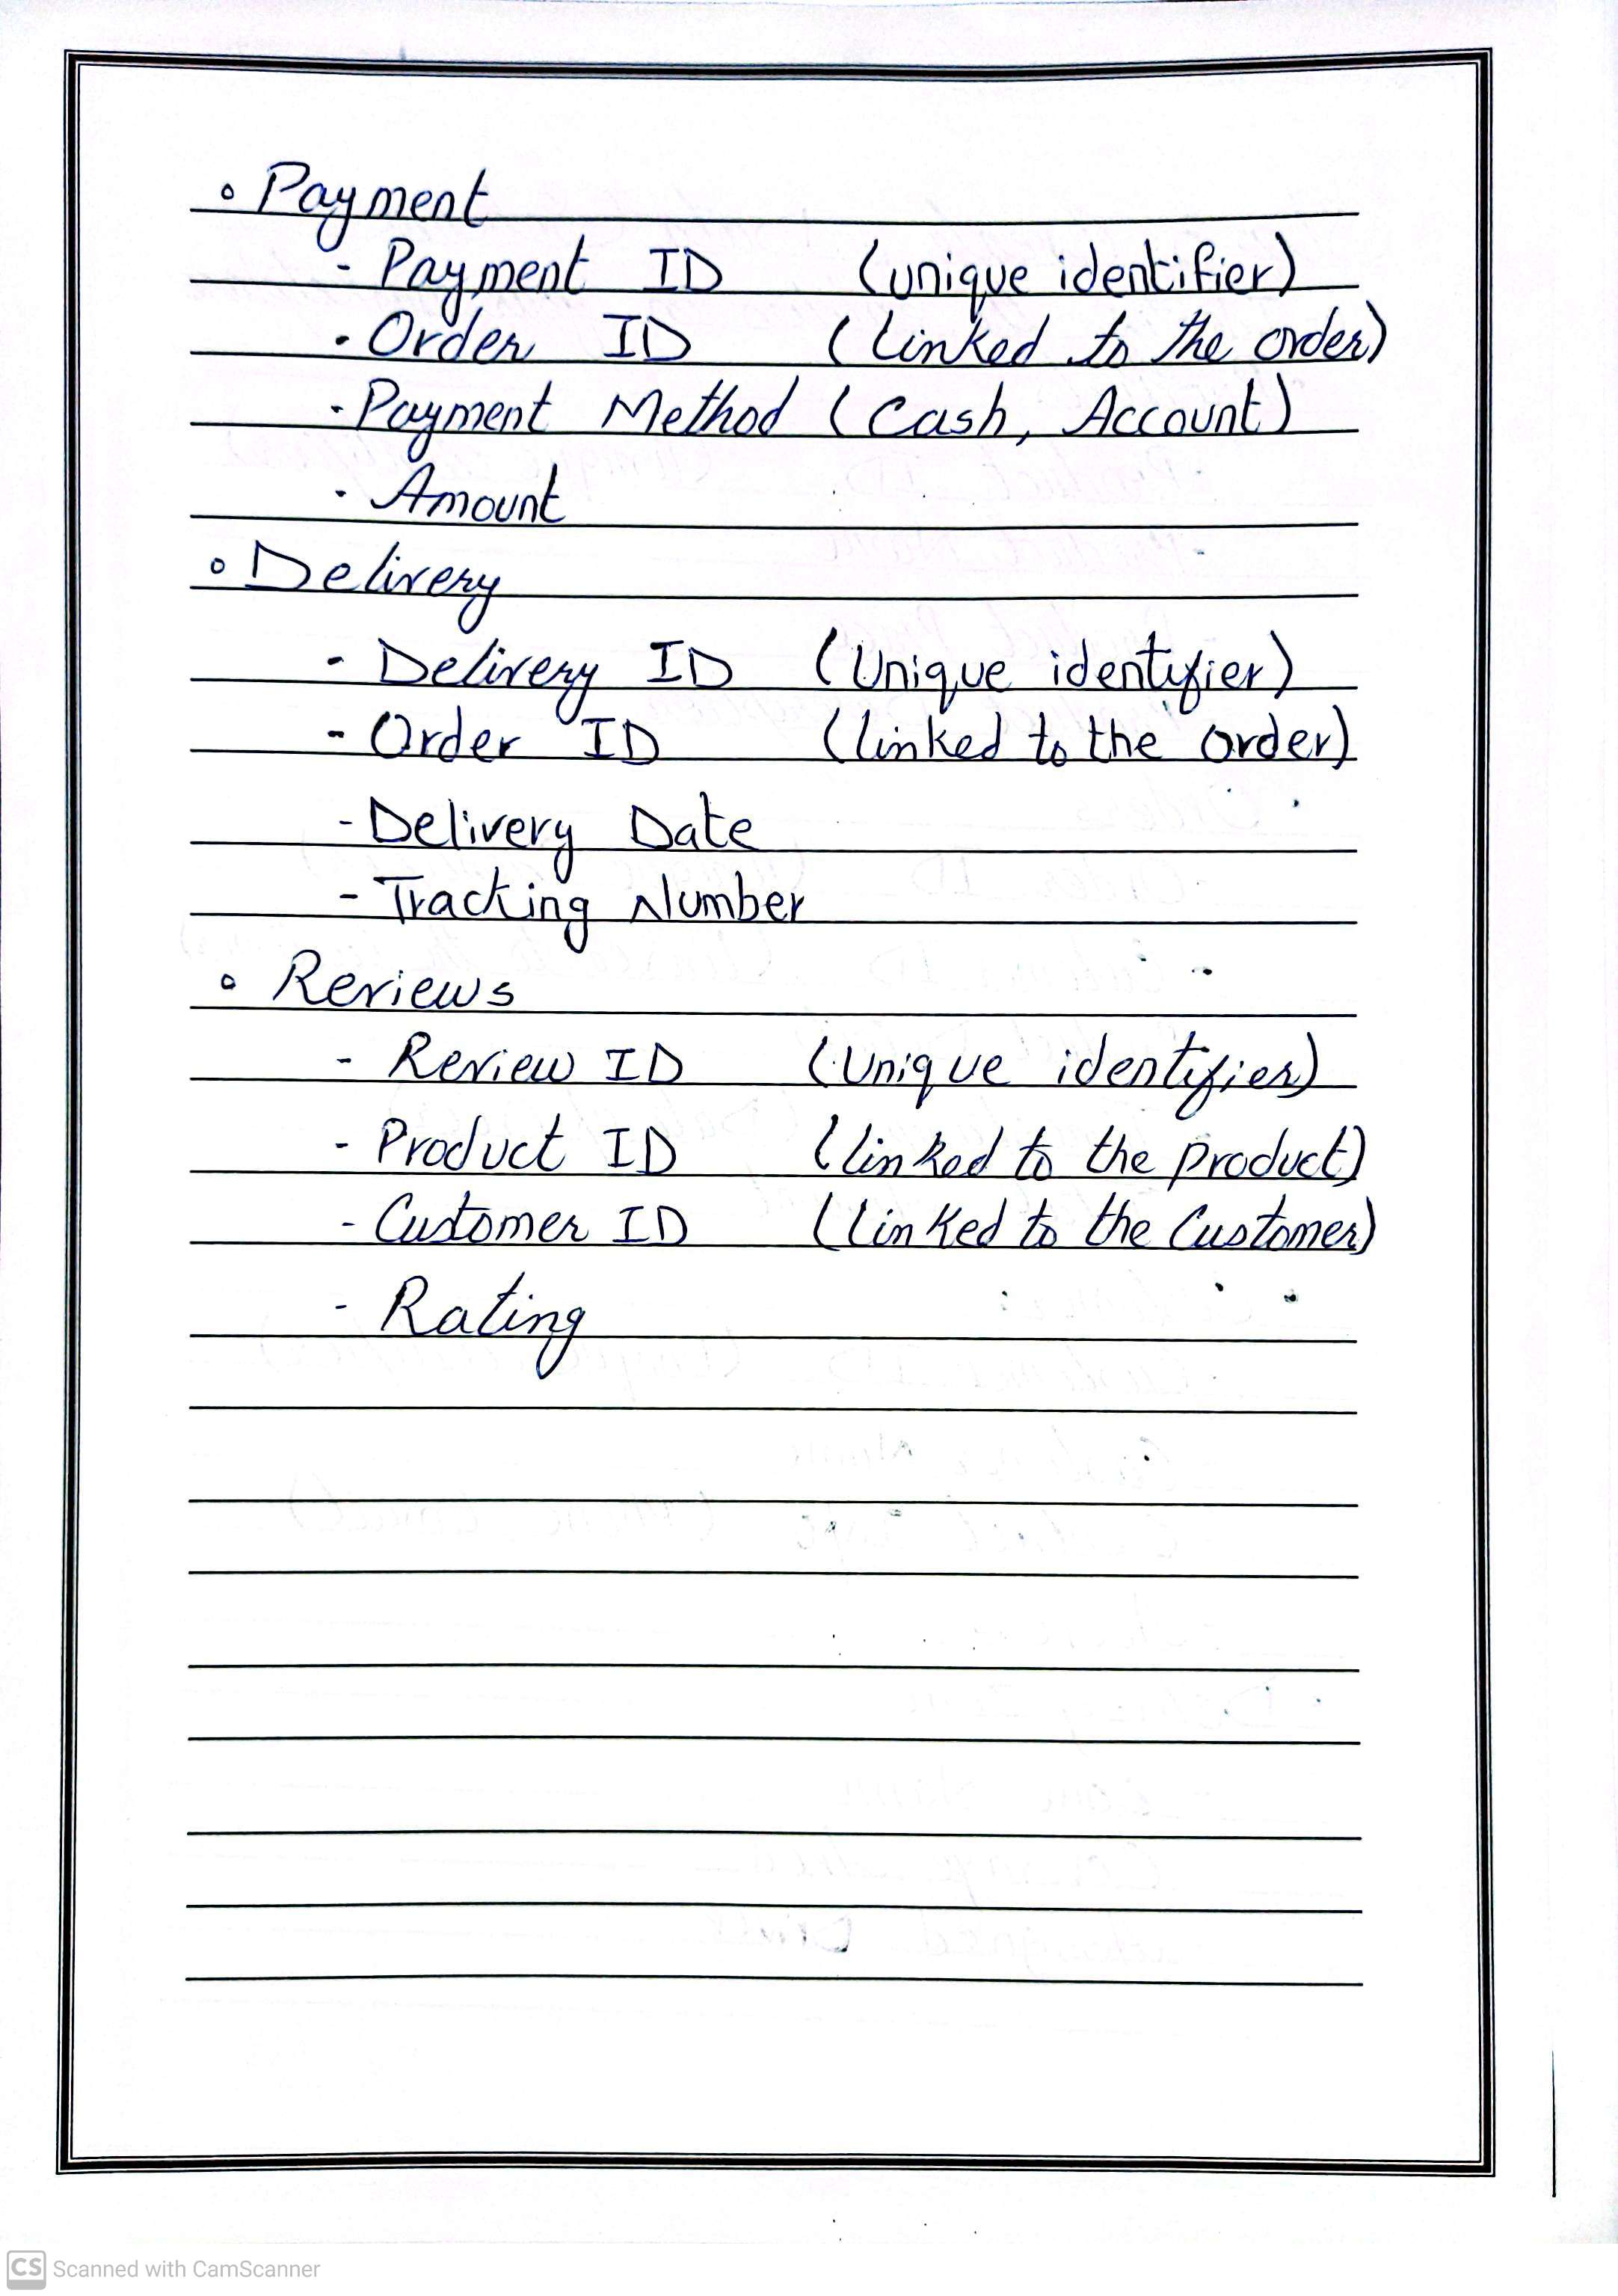 ∘ Payment
- Payment ID (unique identifier)
- Order ID (linked to the order)
- Payment Method (Cash, Account)
- Amount
∘ Delivery
- Delivery ID (Unique identifier)
- Order ID (linked to the order)
- Delivery Date
- Tracking Number
∘ Reviews
- Review ID (Unique identifier)
- Product ID (linked to the product)
- Customer ID (linked to the Customer)
- Rating
CS Scanned with CamScanner